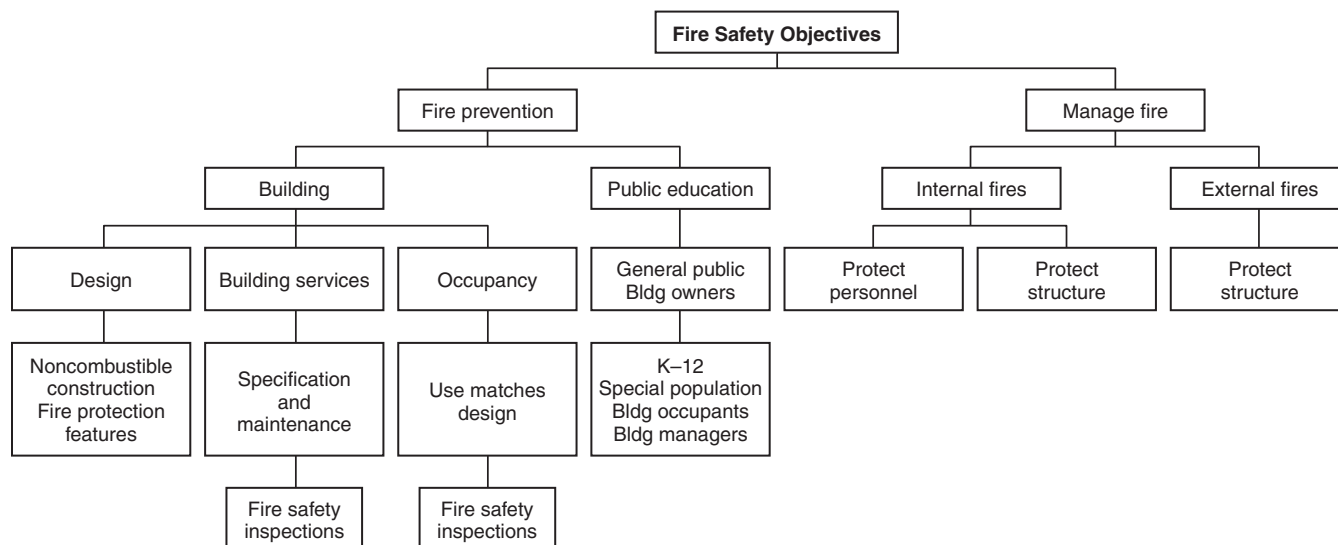 Fire Safety Objectives
Fire prevention
Manage fire
Building
Public education
Internal fires
External fires
Design
Building services
Occupancy
General public
Bldg owners
Protect
personnel
Protect
structure
Protect
structure
Noncombustible
construction
Fire protection
features
Specification
and
maintenance
Use matches
design
K–12
Special population
Bldg occupants
Bldg managers
Fire safety
inspections
Fire safety
inspections